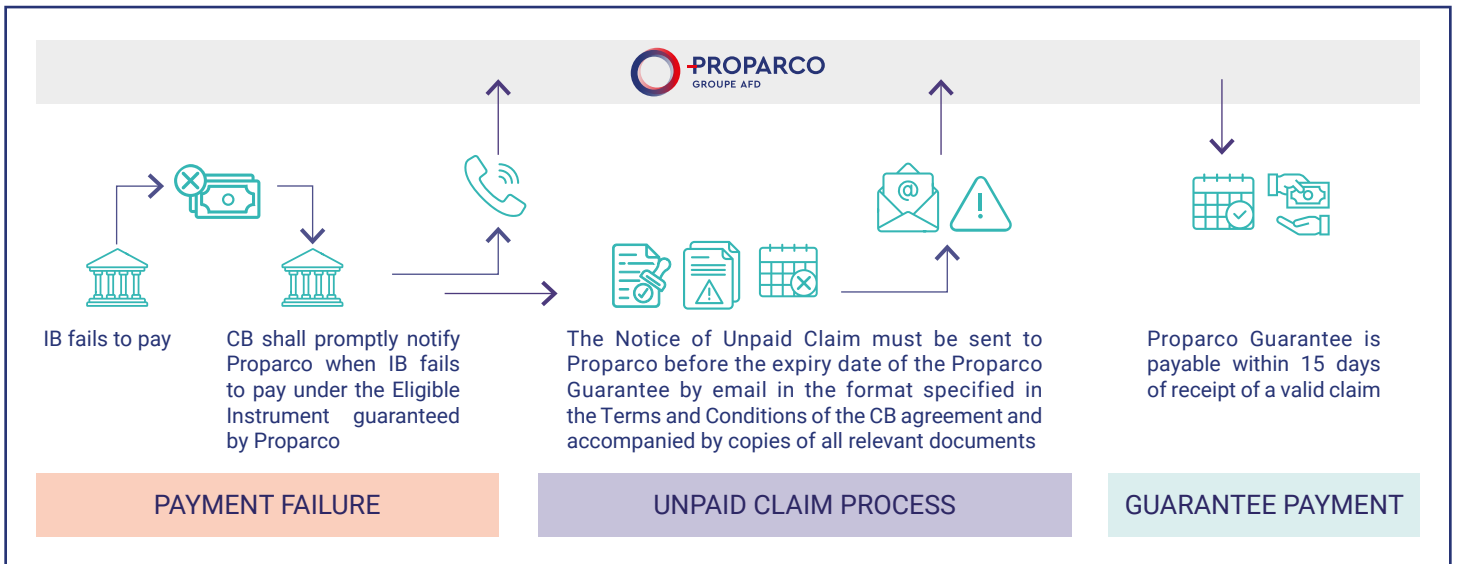 PROPARCO
GROUPE AFD
@
IB fails to pay
CB shall promptly notify
Proparco when IB fails
to pay under the Eligible
Instrument guaranteed
by Proparco
The Notice of Unpaid Claim must be sent to
Proparco before the expiry date of the Proparco
Guarantee by email in the format specified in
the Terms and Conditions of the CB agreement and
accompanied by copies of all relevant documents
Proparco Guarantee is
payable within 15 days
of receipt of a valid claim
PAYMENT FAILURE
UNPAID CLAIM PROCESS
GUARANTEE PAYMENT